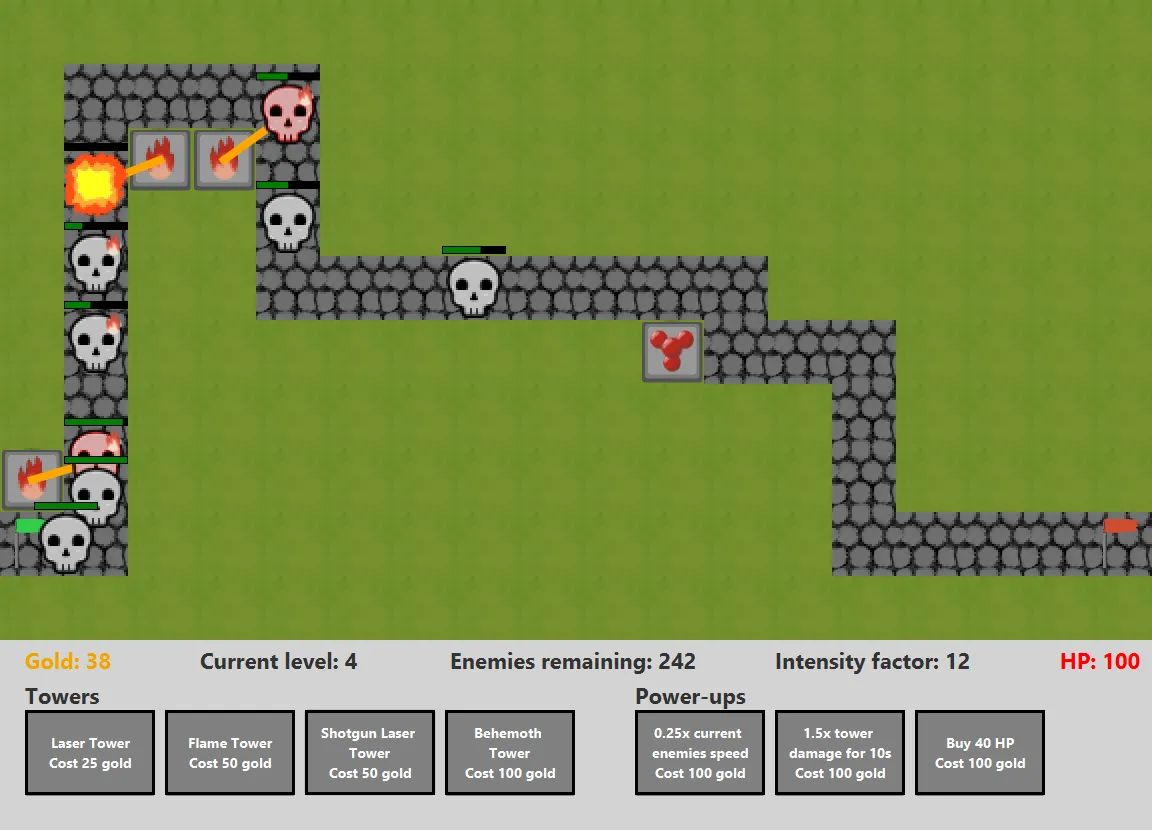 Gold: 38
Current level: 4
Enemies remaining: 242
Intensity factor: 12
HP: 100
Towers
Power-ups
Laser Tower
Cost 25 gold
Flame Tower
Cost 50 gold
Shotgun Laser
Tower
Cost 50 gold
Behemoth
Tower
Cost 100 gold
0.25x current
enemies speed
Cost 100 gold
1.5x tower
damage for 10s
Cost 100 gold
Buy 40 HP
Cost 100 gold